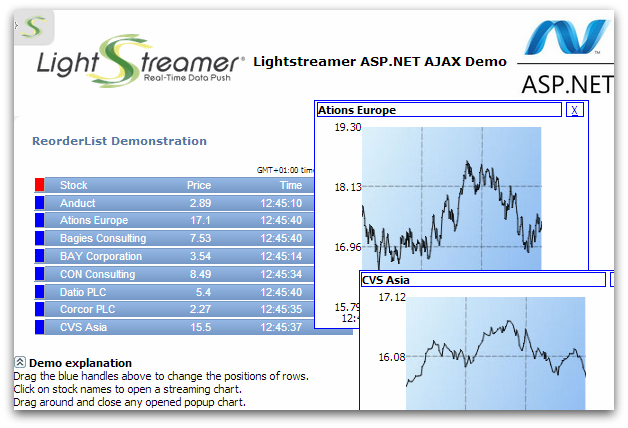 LightStreamer®
Real-Time Data Push
Lightstreamer ASP.NET AJAX Demo
ASP.NET
ReorderList Demonstration
GMT+01:00 time
Stock Price Time
Anduct 2.89 12:45:10
Ations Europe 17.1 12:45:40
Bagies Consulting 7.53 12:45:40
BAY Corporation 3.54 12:45:14
CON Consulting 8.49 12:45:34
Datio PLC 5.4 12:45:40
Corcor PLC 2.27 12:45:35
CVS Asia 15.5 12:45:37
Ations Europe X
19.30
18.13
16.96
15.79
12:4
CVS Asia
17.12
16.08
Demo explanation
Drag the blue handles above to change the positions of rows.
Click on stock names to open a streaming chart.
Drag around and close any opened popup chart.